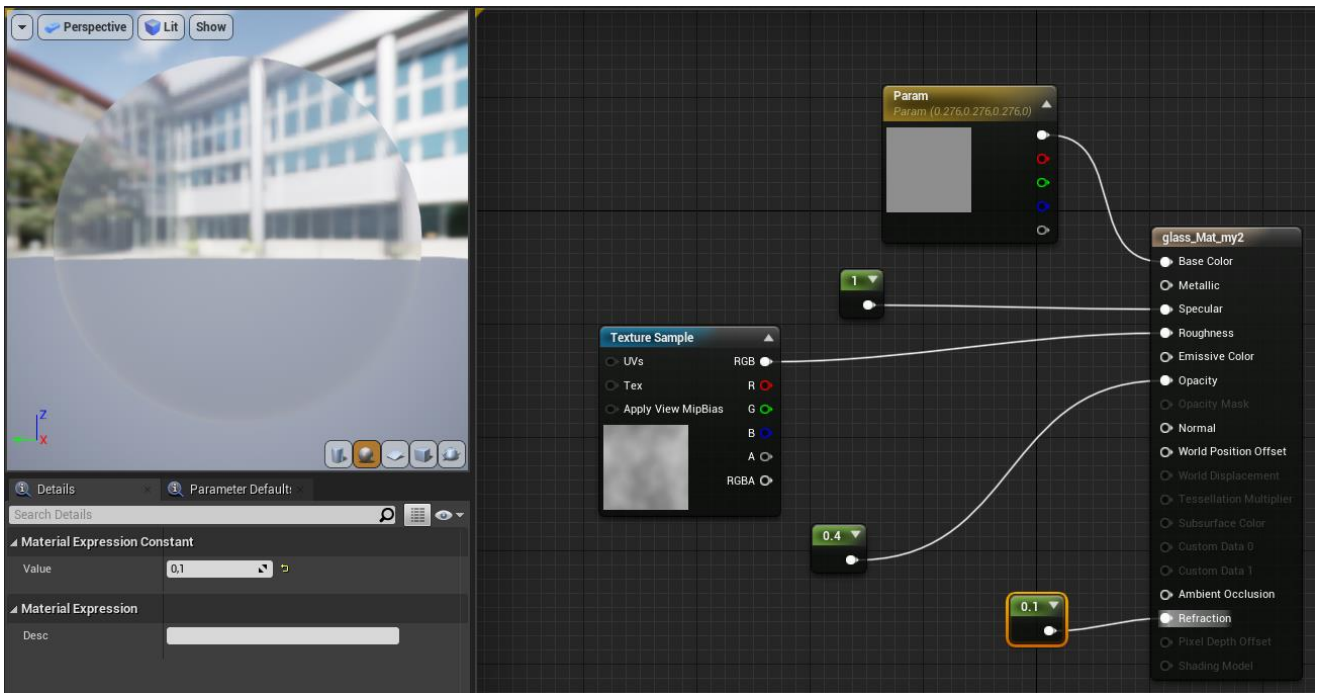 Perspective
Lit
Show
Z
X
Details
Parameter Defaults
Search Details
Material Expression Constant
Value
0,1
Material Expression
Desc
Param
Param (0.276,0.276,0.276,0)
1
Texture Sample
UVs
RGB
Tex
R
Apply View MipBias
G
B
A
RGBA
0.4
0.1
glass_Mat_my2
Base Color
Metallic
Specular
Roughness
Emissive Color
Opacity
Opacity Mask
Normal
World Position Offset
World Displacement
Tessellation Multiplier
Subsurface Color
Custom Data 0
Custom Data 1
Ambient Occlusion
Refraction
Pixel Depth Offset
Shading Model